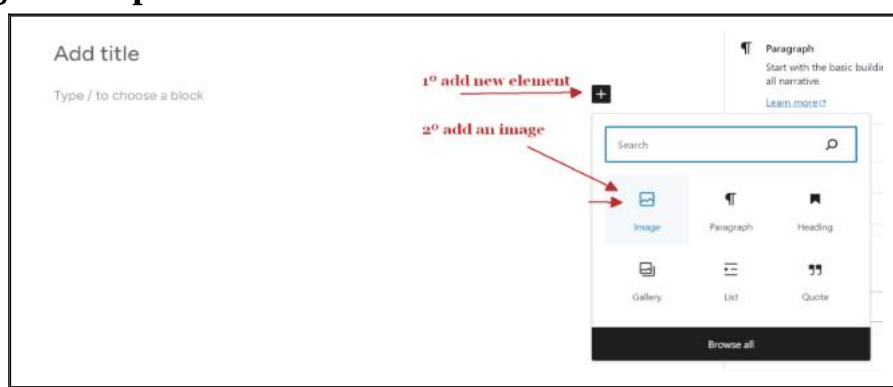 Add title
Type / to choose a block
1º add new element
2º add an image
Paragraph
Start with the basic buildin
all narrative.
Learn more
Search
Image
Paragraph
Heading
Gallery
List
Quote
Browse all